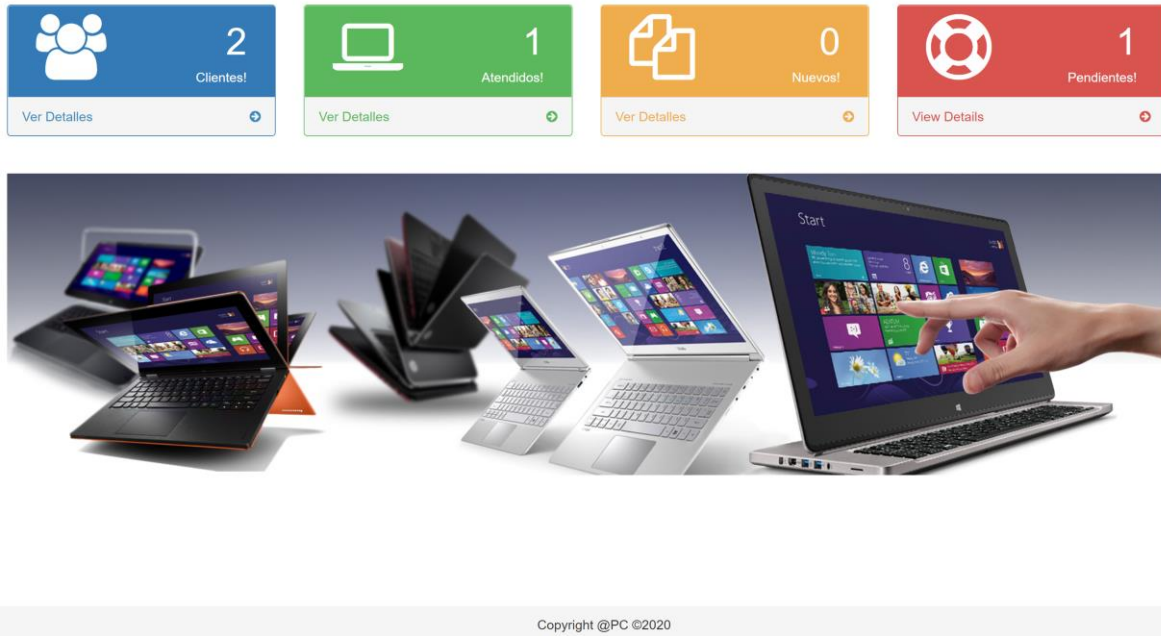 2
Clientes!
Ver Detalles
1
Atendidos!
Ver Detalles
0
Nuevos!
Ver Detalles
1
Pendientes!
View Details
Start
Start
Copyright @PC ©2020